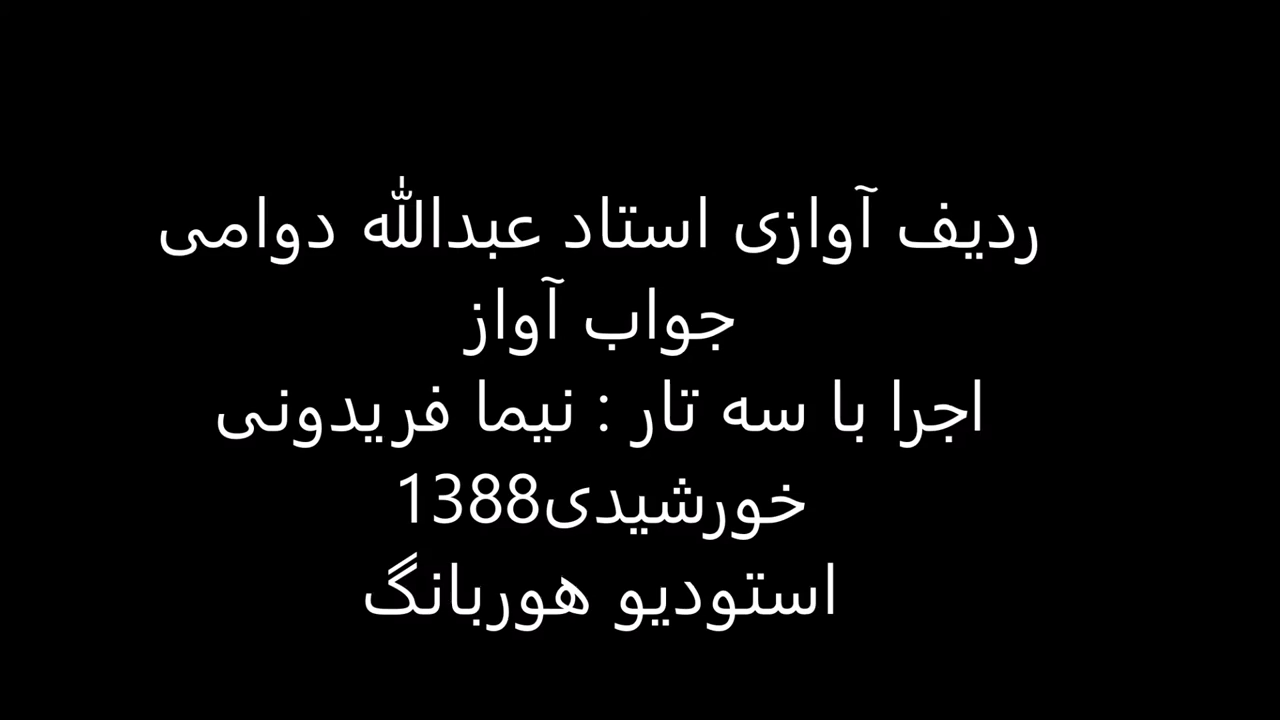 ردیف آوازی استاد عبدالله دوامی
جواب آواز
اجرا با سه تار : نیما فریدونی
خورشیدی1388
استودیو هوربانگ